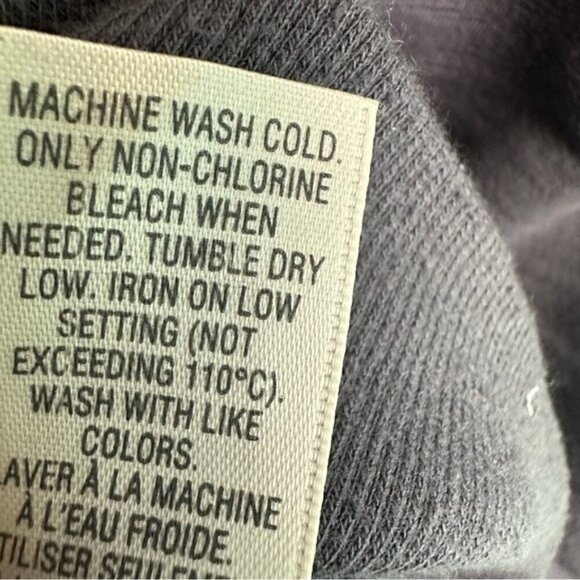 MACHINE WASH COLD.
ONLY NON-CHLORINE
BLEACH WHEN
NEEDED. TUMBLE DRY
LOW. IRON ON LOW
SETTING (NOT
EXCEEDING 110°C).
WASH WITH LIKE
COLORS.
LAVER À LA MACHINE
À L'EAU FROIDE.